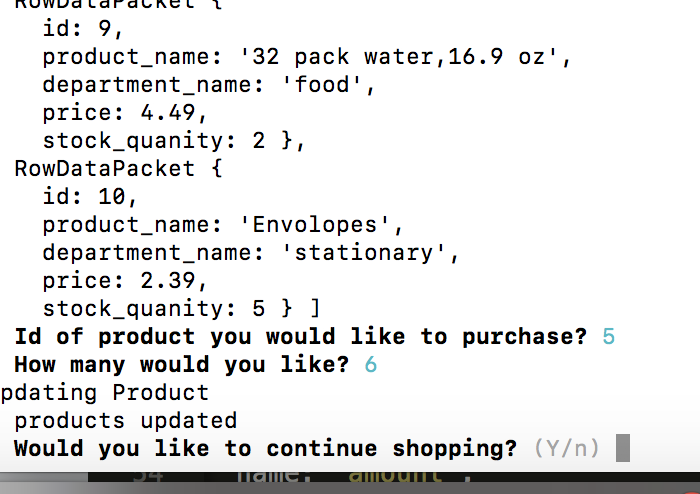 RowDataPacket {
id: 9,
product_name: '32 pack water,16.9 oz',
department_name: 'food',
price: 4.49,
stock_quanity: 2 },
RowDataPacket {
id: 10,
product_name: 'Envolopes',
department_name: 'stationary',
price: 2.39,
stock_quanity: 5 } ]
Id of product you would like to purchase? 5
How many would you like? 6
pdating Product
products updated
Would you like to continue shopping? (Y/n)
34 name: "amount",